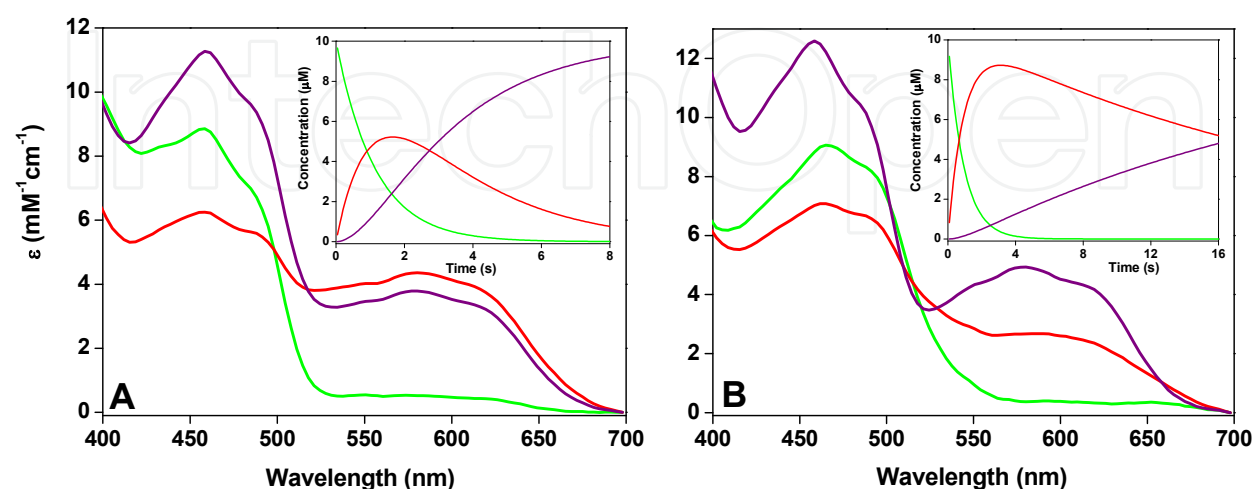 12
10
8
6
4
2
0
ε (mM⁻¹cm⁻¹)
400 450 500 550 600 650 700
Wavelength (nm)
A
10
8
6
4
2
0
Concentration (µM)
0 2 4 6 8
Time (s)
12
10
8
6
4
2
0
400 450 500 550 600 650 700
Wavelength (nm)
B
10
8
6
4
2
0
Concentration (µM)
0 4 8 12 16
Time (s)
IntechOpen